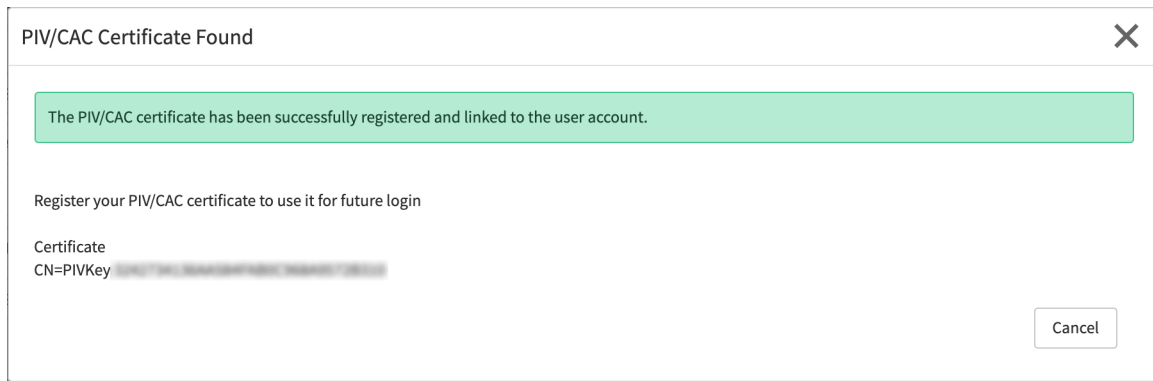 PIV/CAC Certificate Found
The PIV/CAC certificate has been successfully registered and linked to the user account.
Register your PIV/CAC certificate to use it for future login
Certificate
CN=PIVKey
Cancel